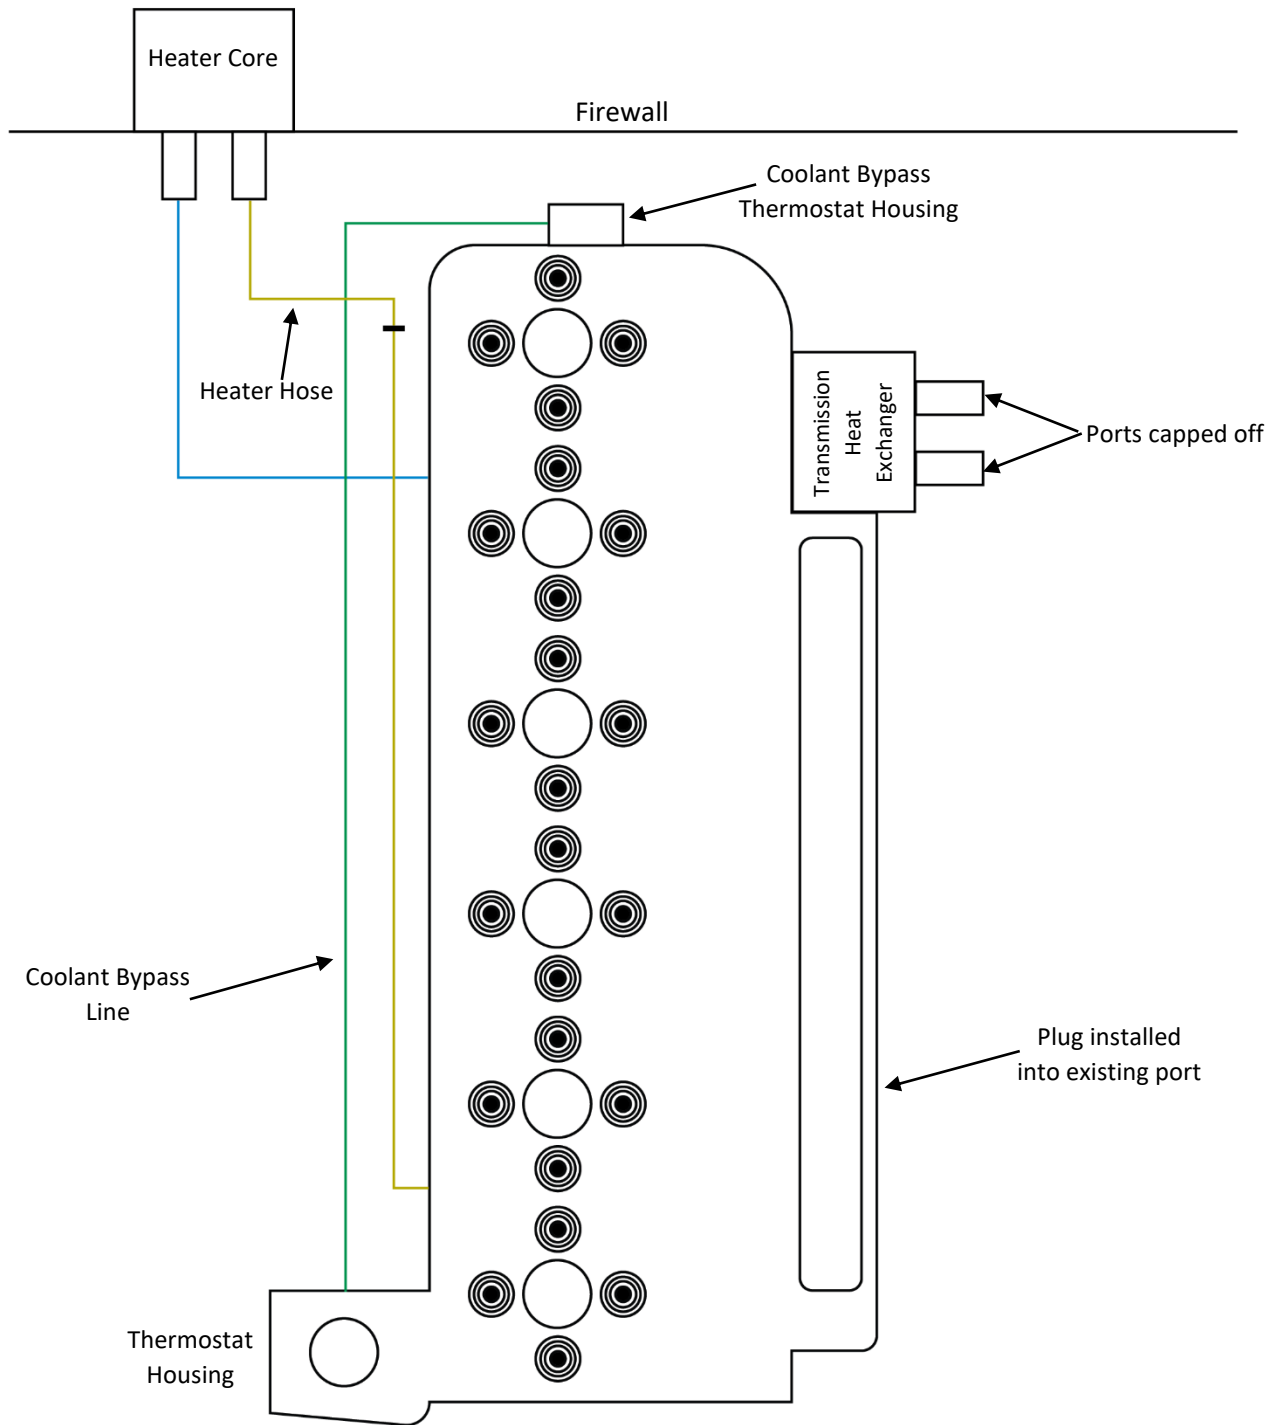 Heater Core
Firewall
Coolant Bypass
Thermostat Housing
Heater Hose
Transmission
Heat
Exchanger
Ports capped off
Coolant Bypass
Line
Plug installed
into existing port
Thermostat
Housing